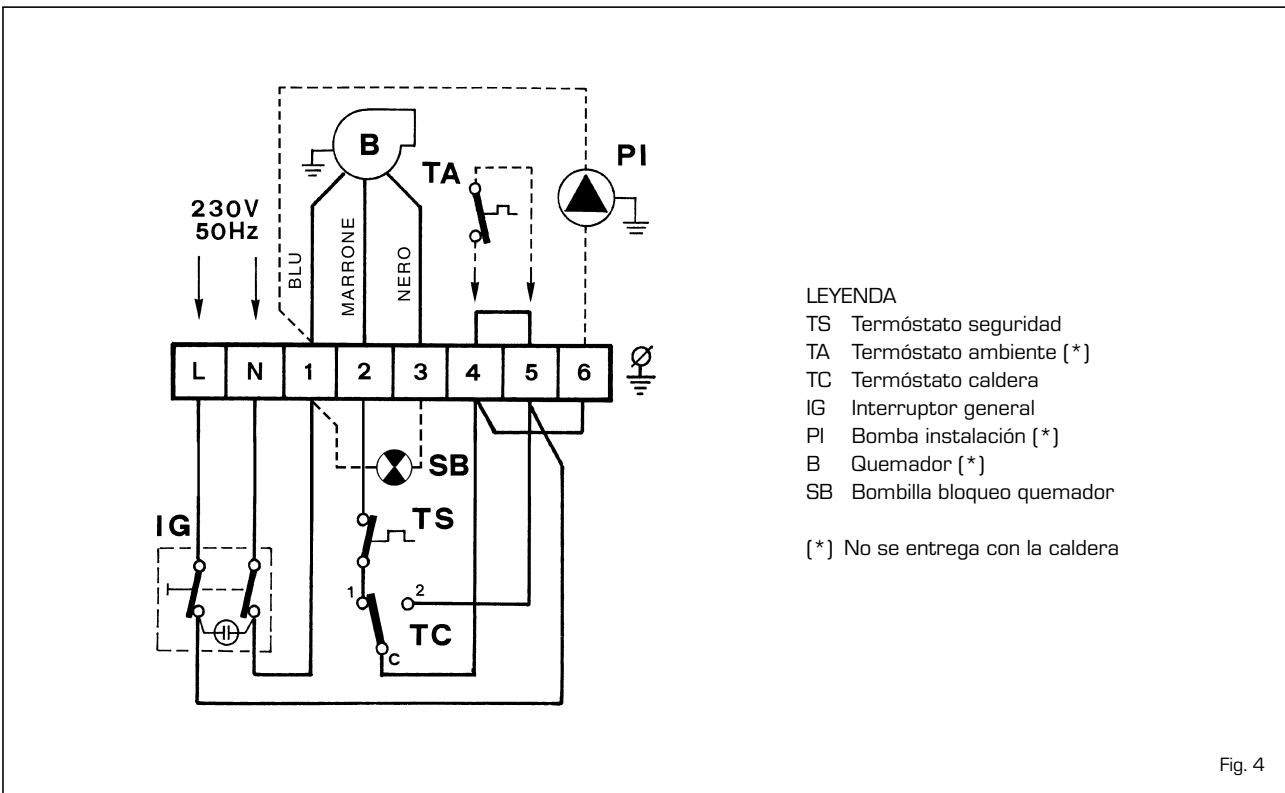 B
TA
PI
230V
50Hz
BLU
MARRONE
NERO
L N 1 2 3 4 5 6
SB
TS
IG
1
2
TC
C
LEYENDA
TS Termóstato seguridad
TA Termóstato ambiente (*)
TC Termóstato caldera
IG Interruptor general
PI Bomba instalación (*)
B Quemador (*)
SB Bombilla bloqueo quemador
(*) No se entrega con la caldera
Fig. 4